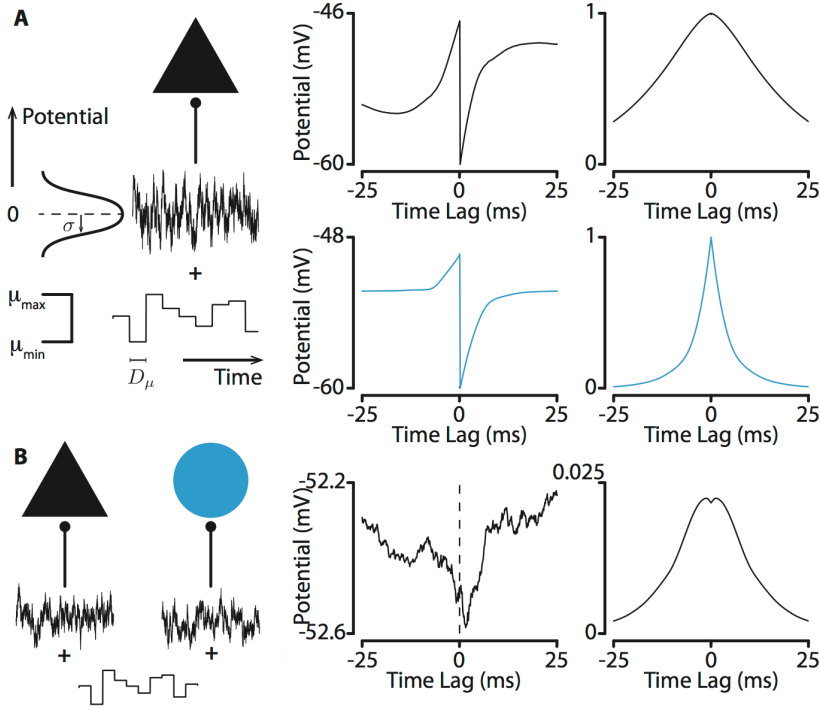 A
Potential
0
σ
+
μmax
μmin
Dμ
Time
Potential (mV)
-46
-60
-25
0
25
Time Lag (ms)
1
0
-25
0
25
Time Lag (ms)
Potential (mV)
-48
-60
-25
0
25
Time Lag (ms)
1
0
-25
0
25
Time Lag (ms)
B
+
+
Potential (mV)
-52.2
-52.6
-25
0
25
Time Lag (ms)
0.025
0
-25
0
25
Time Lag (ms)